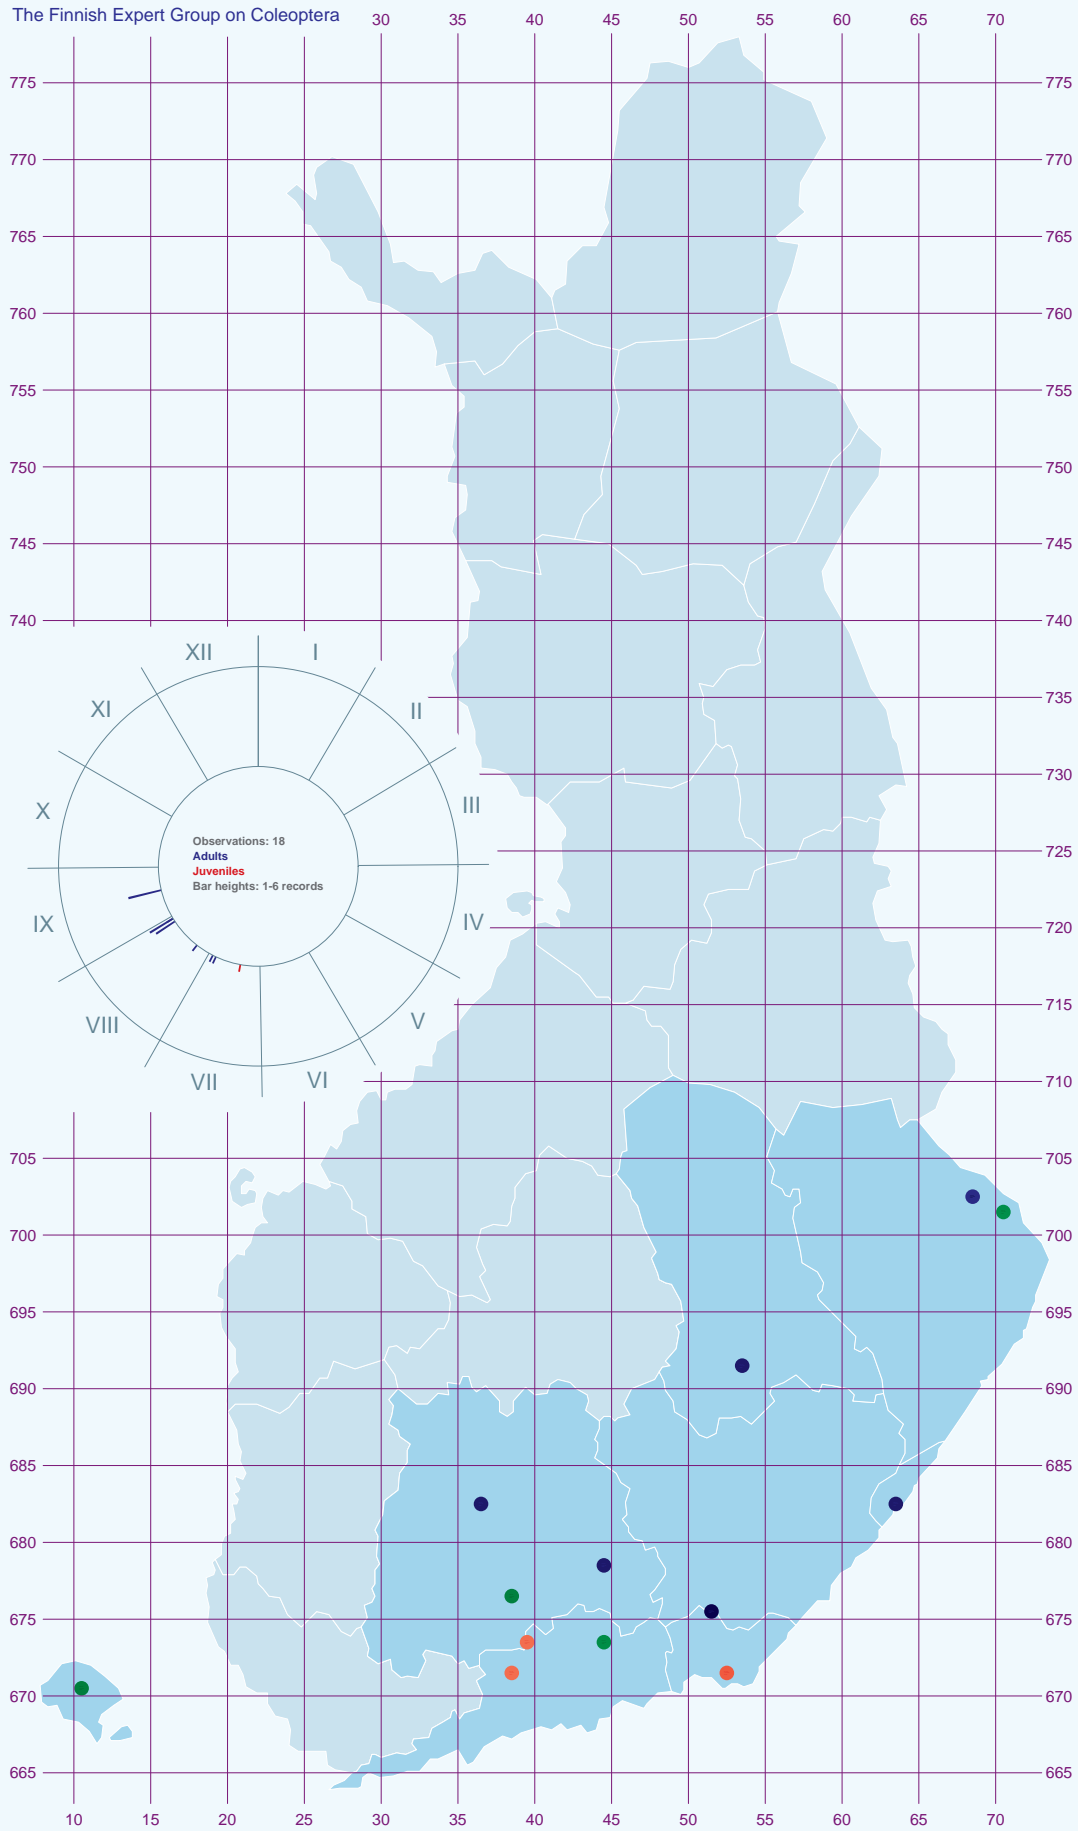 The Finnish Expert Group on Coleoptera
30 35 40 45 50 55 60 65 70
775 775
770 770
765 765
760 760
755 755
750 750
745 745
740 740
XII I
XI II
735
730
X III
725
Observations: 18
Adults
Juveniles
Bar heights: 1-6 records
IX IV
720
715
VIII V
VII VI
710
705 705
700 700
695 695
690 690
685 685
680 680
675 675
670 670
665 665
10 15 20 25 30 35 40 45 50 55 60 65 70